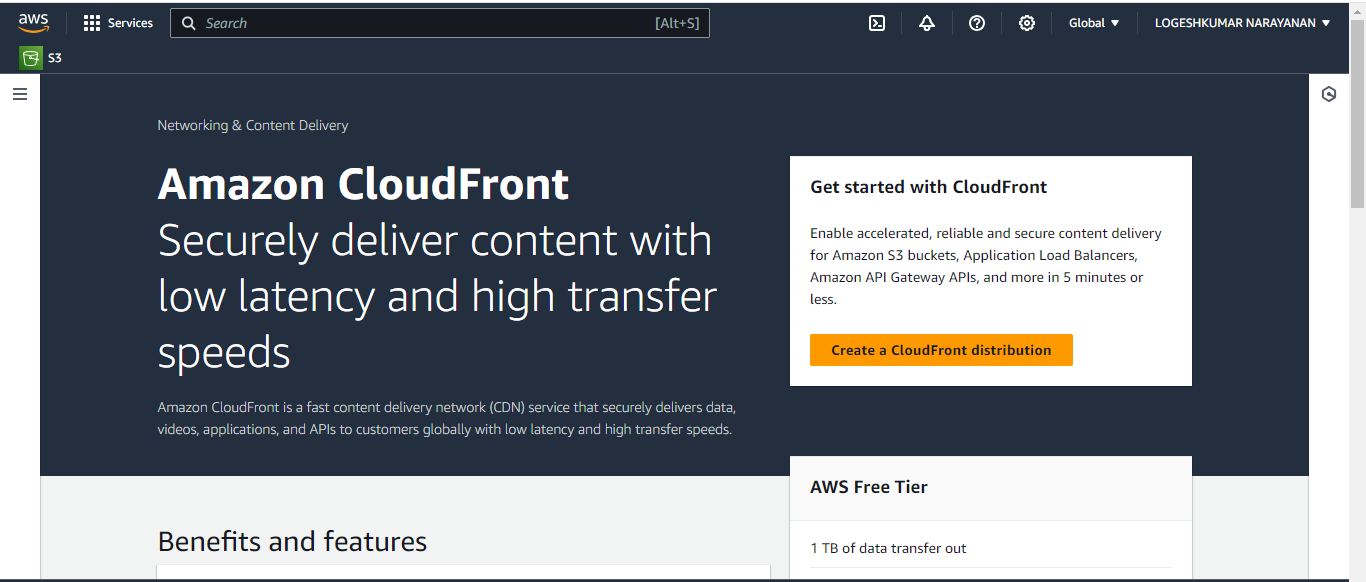 aws
Services
Search
[Alt+S]
Global
LOGESHKUMAR NARAYANAN
S3
Networking & Content Delivery
Amazon CloudFront
Securely deliver content with
low latency and high transfer
speeds
Amazon CloudFront is a fast content delivery network (CDN) service that securely delivers data,
videos, applications, and APIs to customers globally with low latency and high transfer speeds.
Get started with CloudFront
Enable accelerated, reliable and secure content delivery
for Amazon S3 buckets, Application Load Balancers,
Amazon API Gateway APIs, and more in 5 minutes or
less.
Create a CloudFront distribution
AWS Free Tier
1 TB of data transfer out
Benefits and features